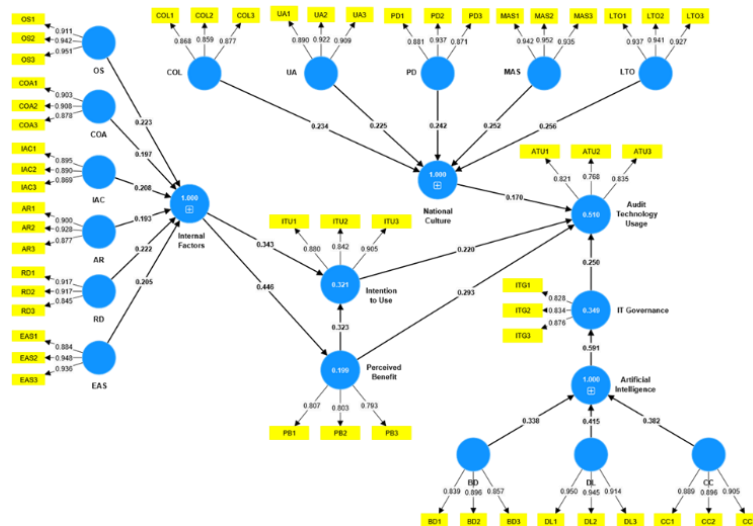 COL1 COL2 COL3
0.868 0.859 0.877
COL
UA1 UA2 UA3
0.890 0.922 0.909
UA
PD1 PD2 PD3
0.881 0.937 0.871
PD
MAS1 MAS2 MAS3
0.942 0.952 0.935
MAS
LTO1 LTO2 LTO3
0.937 0.941 0.927
LTO
OS1 0.911
OS2 0.942
OS3 0.951
OS
COA1 0.903
COA2 0.908
COA3 0.878
COA
IAC1 0.895
IAC2 0.890
IAC3 0.869
IAC
AR1 0.900
AR2 0.928
AR3 0.877
AR
RD1 0.917
RD2 0.917
RD3 0.845
RD
EAS1 0.884
EAS2 0.948
EAS3 0.936
EAS
0.223
0.197
0.208
0.193
0.222
0.205
1.000
Internal
Factors
0.234 0.225 0.242 0.252 0.256
1.000
National
Culture
0.170
ATU1 ATU2 ATU3
0.821 0.768 0.835
0.510
Audit
Technology
Usage
0.343
0.446
ITU1 ITU2 ITU3
0.880 0.842 0.905
0.321
Intention
to Use
0.220
0.293
0.323
0.199
Perceived
Benefit
0.807 0.803 0.793
PB1 PB2 PB3
0.250
ITG1 0.828
ITG2 0.834
ITG3 0.876
0.349
IT Governance
0.591
1.000
Artificial
Intelligence
0.338 0.415 0.382
BD DL CC
0.839 0.896 0.857
BD1 BD2 BD3
0.950 0.945 0.914
DL1 DL2 DL3
0.889 0.896 0.905
CC1 CC2 CC